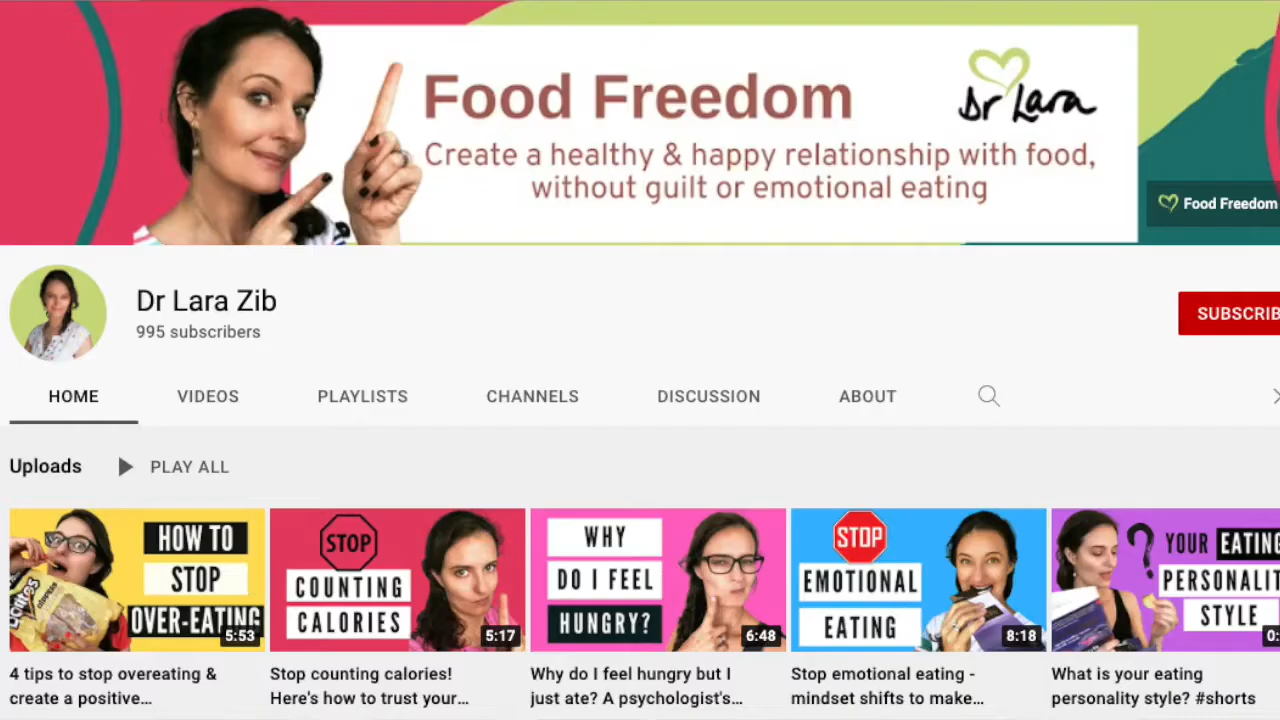 Food Freedom
Dr Lara
Create a healthy & happy relationship with food,
without guilt or emotional eating
Food Freedom
Dr Lara Zib
995 subscribers
SUBSCRIB
HOME VIDEOS PLAYLISTS CHANNELS DISCUSSION ABOUT
Uploads PLAY ALL
HOW TO
STOP
OVER-EATING
5:53
Doritos
STOP
COUNTING
CALORIES
5:17
WHY
DO I FEEL
HUNGRY?
6:48
STOP
EMOTIONAL
EATING
8:18
? YOUR EATING
PERSONALIT
STYLE
0:
4 tips to stop overeating &
create a positive...
Stop counting calories!
Here's how to trust your...
Why do I feel hungry but I
just ate? A psychologist's...
Stop emotional eating -
mindset shifts to make...
What is your eating
personality style? #shorts